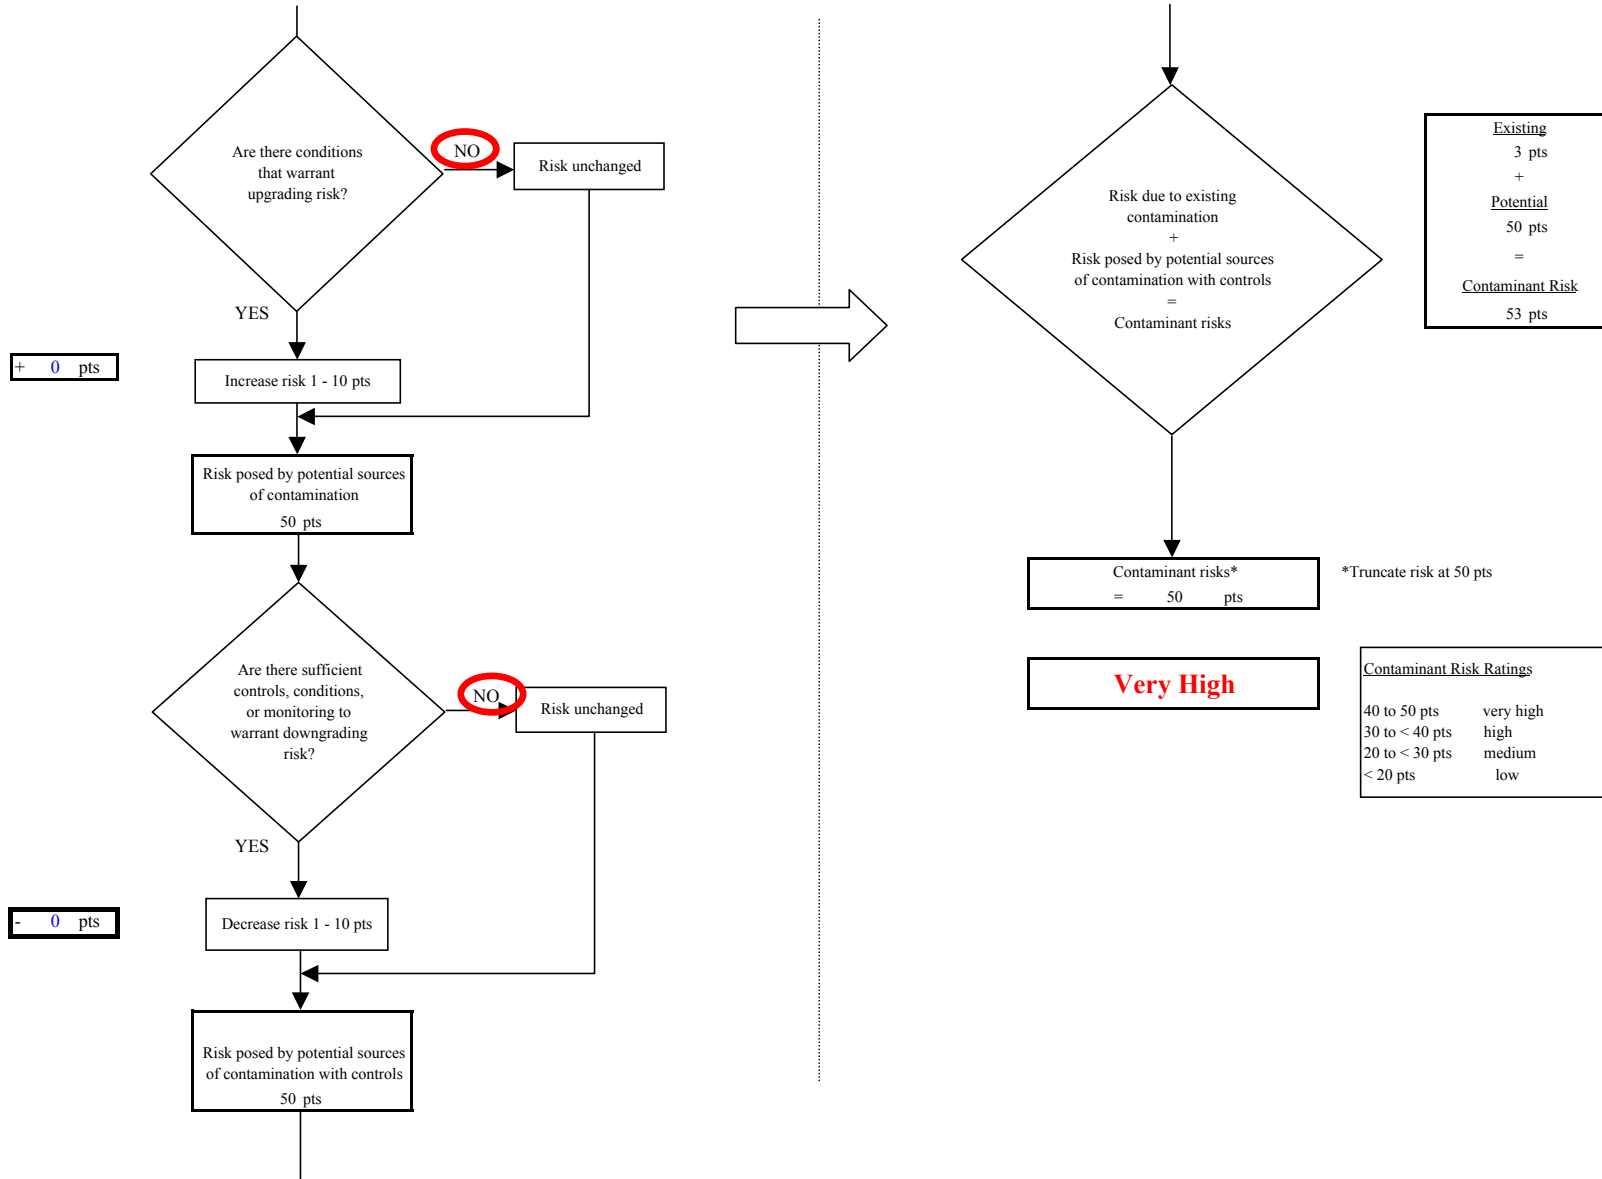 Are there conditions
that warrant
upgrading risk?
NO
Risk unchanged
YES
+ 0 pts
Increase risk 1 - 10 pts
Risk posed by potential sources
of contamination
50 pts
Are there sufficient
controls, conditions,
or monitoring to
warrant downgrading
risk?
NO
Risk unchanged
YES
- 0 pts
Decrease risk 1 - 10 pts
Risk posed by potential sources
of contamination with controls
50 pts
Risk due to existing
contamination
+
Risk posed by potential sources
of contamination with controls
=
Contaminant risks
Existing
3 pts
+
Potential
50 pts
=
Contaminant Risk
53 pts
Contaminant risks*
= 50 pts
*Truncate risk at 50 pts
Very High
Contaminant Risk Ratings
40 to 50 pts very high
30 to < 40 pts high
20 to < 30 pts medium
< 20 pts low